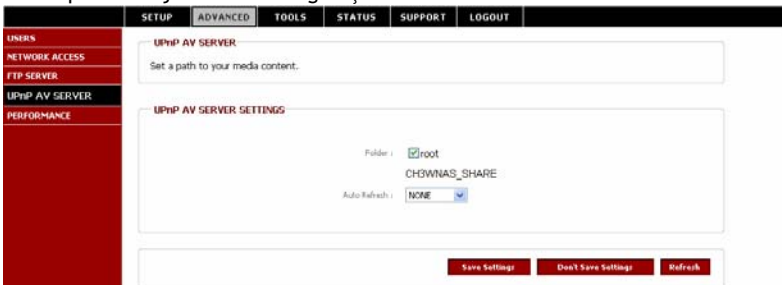 SETUP ADVANCED TOOLS STATUS SUPPORT LOGOUT
USERS
NETWORK ACCESS
FTP SERVER
UPnP AV SERVER
PERFORMANCE
UPnP AV SERVER
Set a path to your media content.
UPnP AV SERVER SETTINGS
Folder : root
CH3WNAS_SHARE
Auto Refresh : NONE
Save Settings Don't Save Settings Refresh